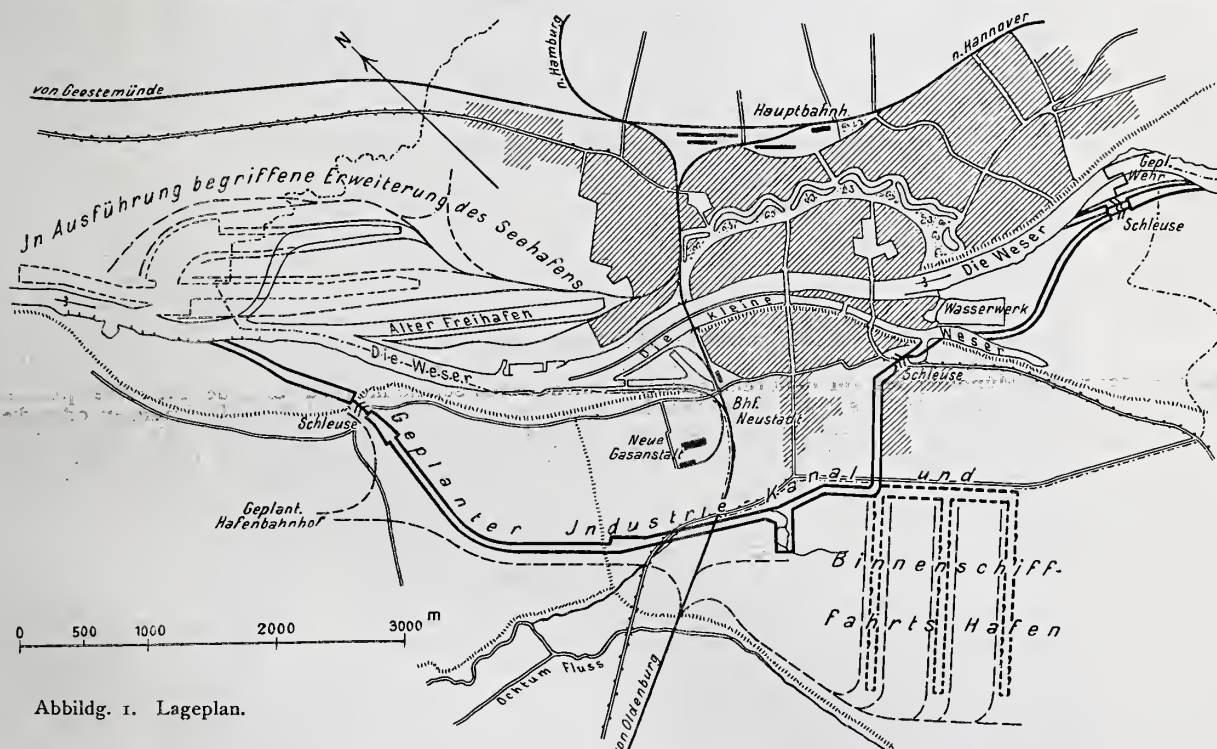 N
n. Hamburg
n. Hannover
von Geestemünde
Hauptbahnh.
Jn Ausführung begriffene Erweiterung des Seehafens
Gepl.
Wehr
Schleuse
Die Weser
Alter Freihafen
Die kleine
Weser
Wasserwerk
Die Weser
Schleuse
Schleuse
Bhf.
Neustadt
Neue
Gasanstalt
Geplant.
Hafenbahnhof
Geplanter Jndustrie Kanal und
Binnenschiff-
fahrts Hafen
0 500 1000 2000 3000 m
Ochtum Fluss
von Oldenburg
Abbildg. 1. Lageplan.